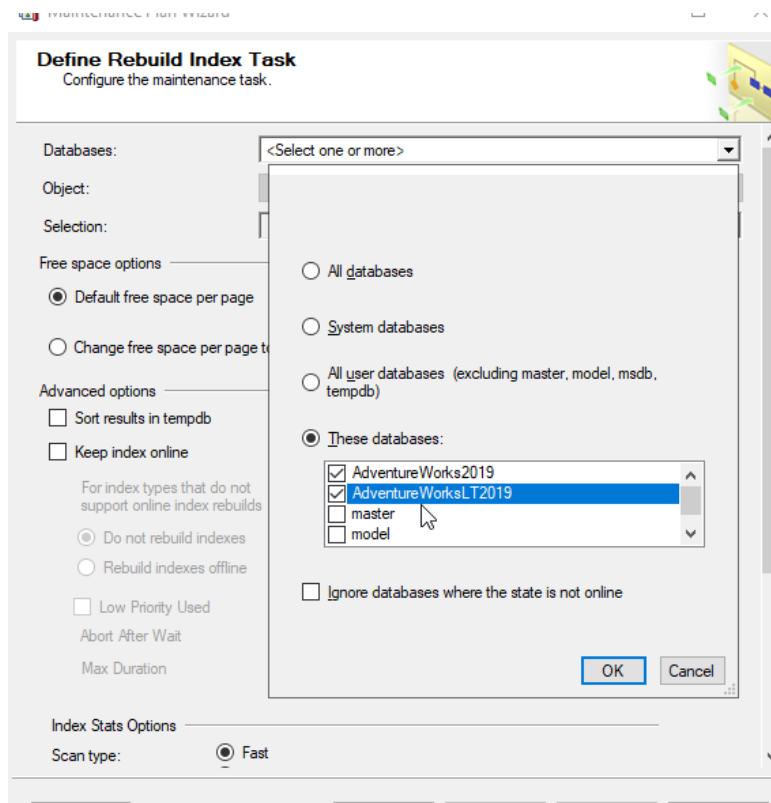 Maintenance Plan Wizard
Define Rebuild Index Task
Configure the maintenance task.
Databases:
<Select one or more>
Object:
Selection:
Free space options
Default free space per page
Change free space per page t
Advanced options
Sort results in tempdb
Keep index online
For index types that do not
support online index rebuilds
Do not rebuild indexes
Rebuild indexes offline
Low Priority Used
Abort After Wait
Max Duration
All databases
System databases
All user databases (excluding master, model, msdb,
tempdb)
These databases:
AdventureWorks2019
AdventureWorksLT2019
master
model
Ignore databases where the state is not online
OK
Cancel
Index Stats Options
Scan type:
Fast